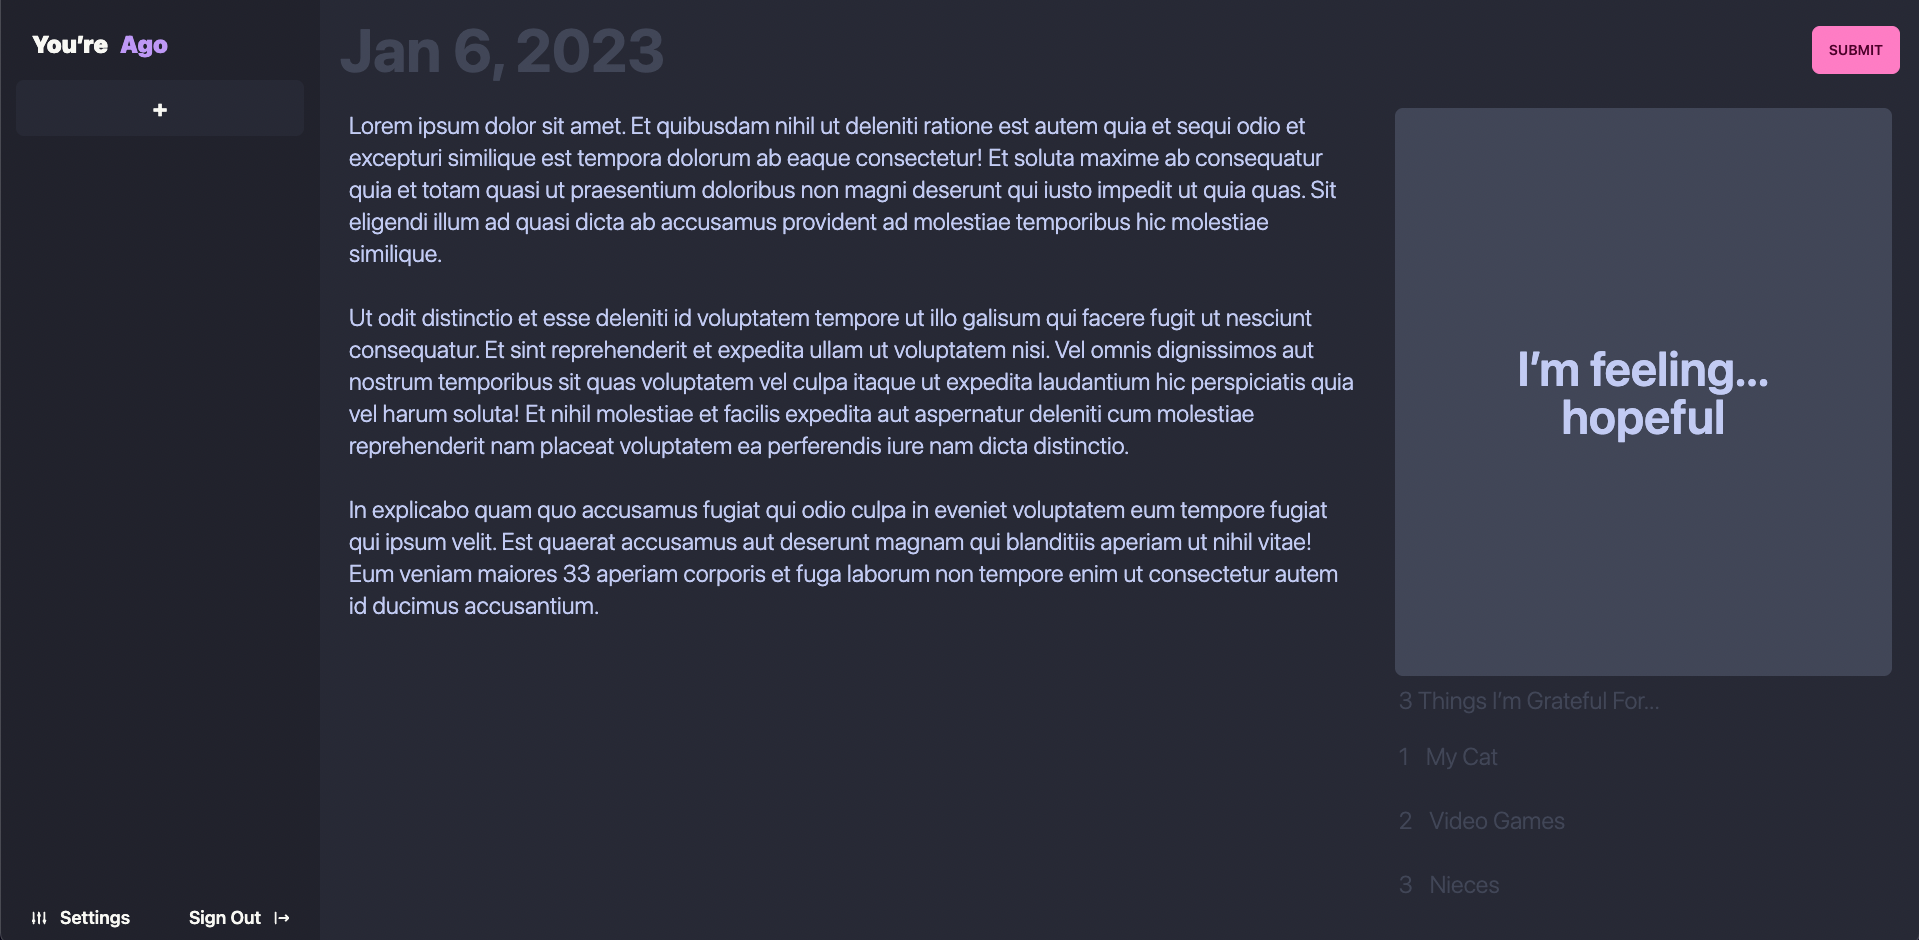 You're Ago
+
Settings
Sign Out
Jan 6, 2023
SUBMIT
Lorem ipsum dolor sit amet. Et quibusdam nihil ut deleniti ratione est autem quia et sequi odio et
excepturi similique est tempora dolorum ab eaque consectetur! Et soluta maxime ab consequatur
quia et totam quasi ut praesentium doloribus non magni deserunt qui iusto impedit ut quia quas. Sit
eligendi illum ad quasi dicta ab accusamus provident ad molestiae temporibus hic molestiae
similique.
Ut odit distinctio et esse deleniti id voluptatem tempore ut illo galisum qui facere fugit ut nesciunt
consequatur. Et sint reprehenderit et expedita ullam ut voluptatem nisi. Vel omnis dignissimos aut
nostrum temporibus sit quas voluptatem vel culpa itaque ut expedita laudantium hic perspiciatis quia
vel harum soluta! Et nihil molestiae et facilis expedita aut aspernatur deleniti cum molestiae
reprehenderit nam placeat voluptatem ea perferendis iure nam dicta distinctio.
In explicabo quam quo accusamus fugiat qui odio culpa in eveniet voluptatem eum tempore fugiat
qui ipsum velit. Est quaerat accusamus aut deserunt magnam qui blanditiis aperiam ut nihil vitae!
Eum veniam maiores 33 aperiam corporis et fuga laborum non tempore enim ut consectetur autem
id ducimus accusantium.
I'm feeling...
hopeful
3 Things I'm Grateful For...
1 My Cat
2 Video Games
3 Nieces